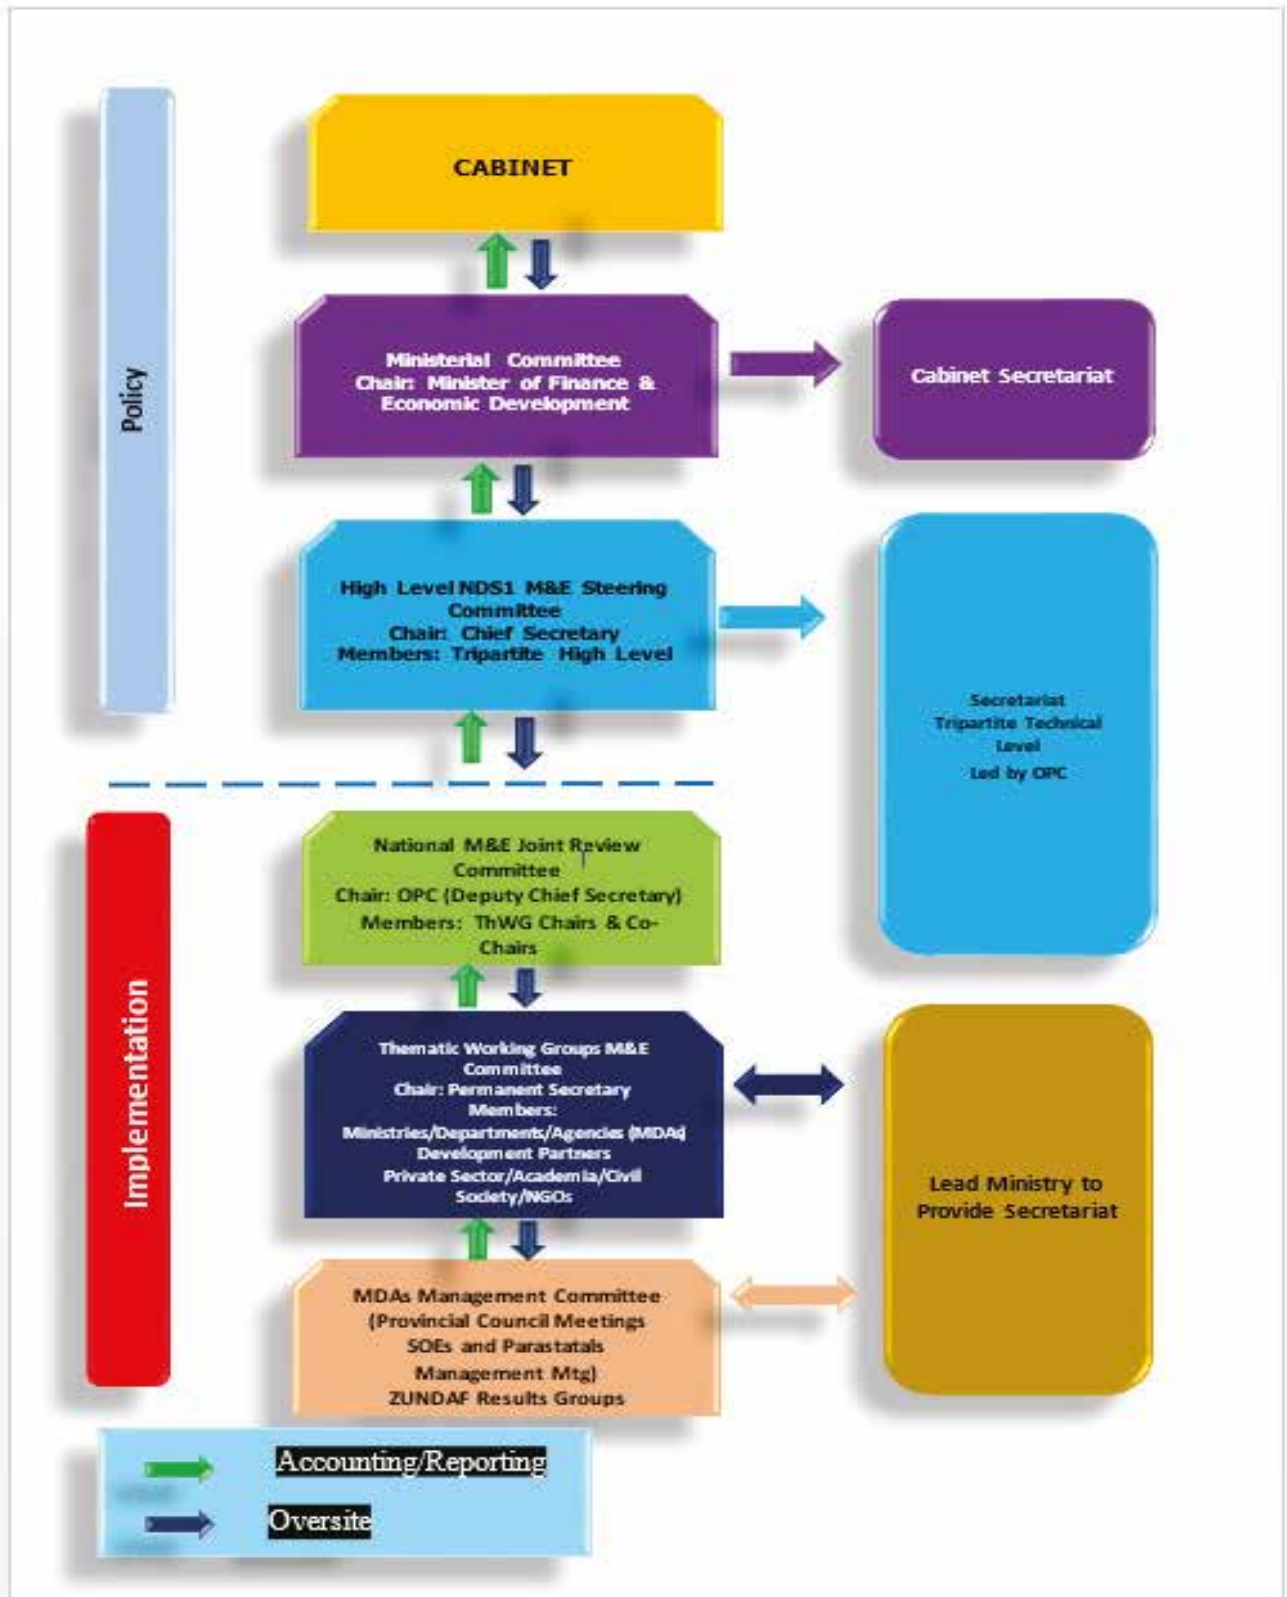 CABINET
Policy
Ministerial Committee
Chair: Minister of Finance &
Economic Development
Cabinet Secretariat
High Level NDS1 M&E Steering
Committee
Chair: Chief Secretary
Members: Tripartite High Level
Secretariat
Tripartite Technical
Level
Led by OPC
Implementation
National M&E Joint Review
Committee
Chair: OPC (Deputy Chief Secretary)
Members: ThWG Chairs & Co-
Chairs
Thematic Working Groups M&E
Committee
Chair: Permanent Secretary
Members:
Ministries/Departments/Agencies (MDAs)
Development Partners
Private Sector/Academia/Civil
Society/NGOs
Lead Ministry to
Provide Secretariat
MDAs Management Committee
(Provincial Council Meetings
SOEs and Parastatals
Management Mtg)
ZUNDAF Results Groups
Accounting/Reporting
Oversite